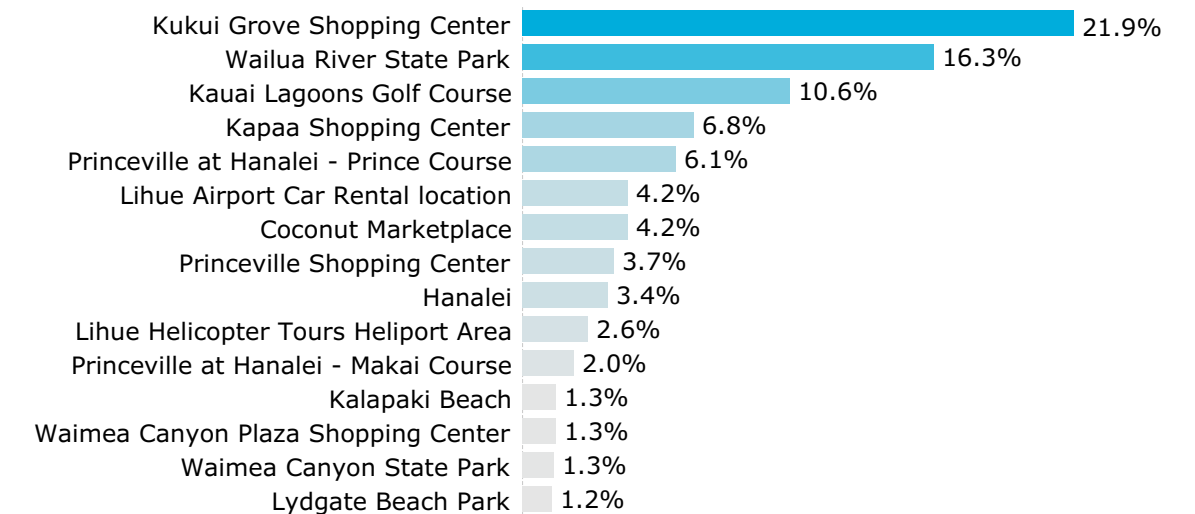 Kukui Grove Shopping Center 21.9%
Wailua River State Park 16.3%
Kauai Lagoons Golf Course 10.6%
Kapaa Shopping Center 6.8%
Princeville at Hanalei - Prince Course 6.1%
Lihue Airport Car Rental location 4.2%
Coconut Marketplace 4.2%
Princeville Shopping Center 3.7%
Hanalei 3.4%
Lihue Helicopter Tours Heliport Area 2.6%
Princeville at Hanalei - Makai Course 2.0%
Kalapaki Beach 1.3%
Waimea Canyon Plaza Shopping Center 1.3%
Waimea Canyon State Park 1.3%
Lydgate Beach Park 1.2%